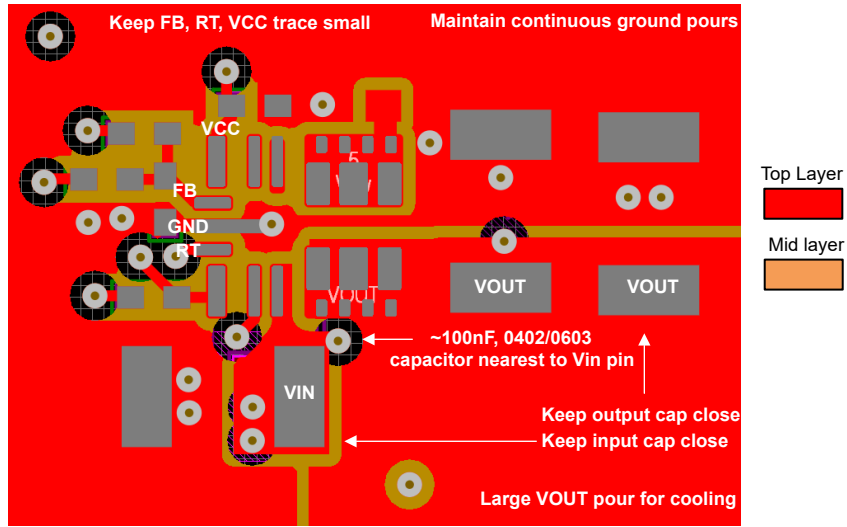 Keep FB, RT, VCC trace small
Maintain continuous ground pours
VCC
5
FB
GND
RT
VOUT
VOUT
VOUT
~100nF, 0402/0603
capacitor nearest to Vin pin
VIN
Keep output cap close
Keep input cap close
Large VOUT pour for cooling
Top Layer
Mid layer